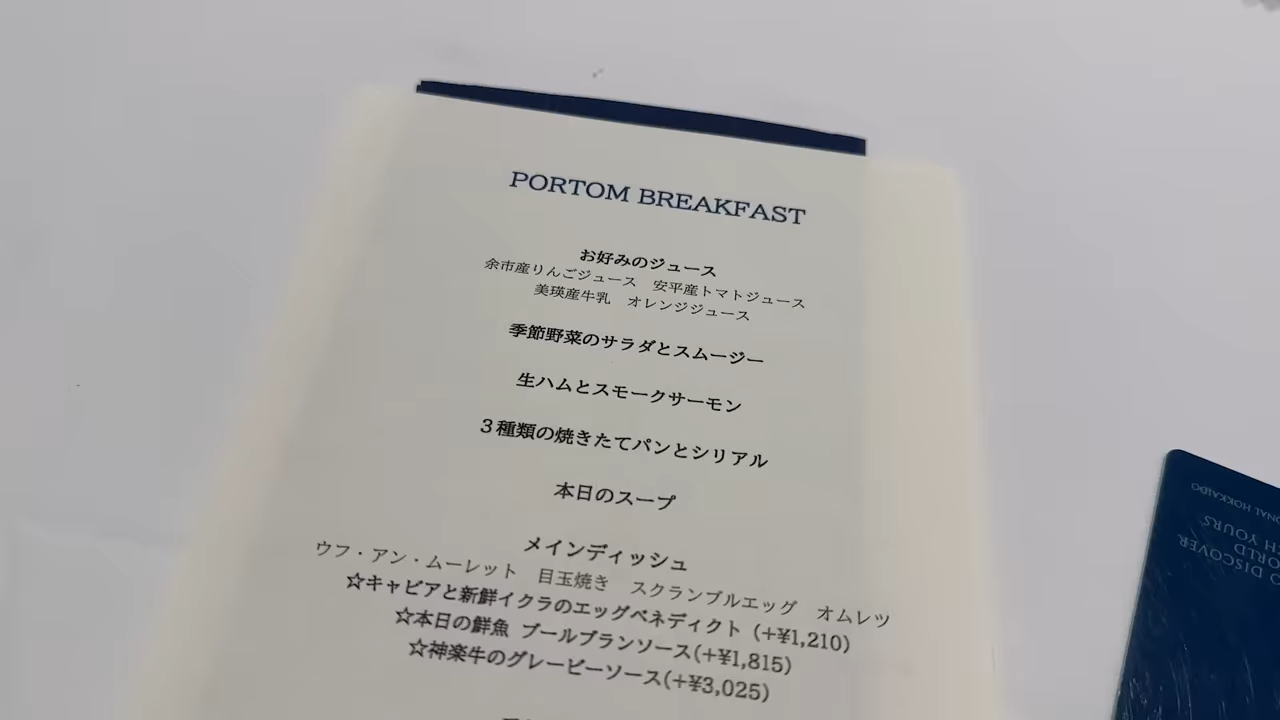 PORTOM BREAKFAST
お好みのジュース
余市産りんごジュース 安平産トマトジュース
美瑛産牛乳 オレンジジュース
季節野菜のサラダとスムージー
生ハムとスモークサーモン
３種類の焼きたてパンとシリアル
本日のスープ
メインディッシュ
ウフ・アン・ムーレット 目玉焼き スクランブルエッグ オムレツ
☆キャビアと新鮮イクラのエッグベネディクト (+¥1,210)
☆本日の鮮魚 ブールブランソース(+¥1,815)
☆神楽牛のグレービーソース(+¥3,025)
DISCOVER
ORLD
H YOURS
ONAL HOKKAIDO